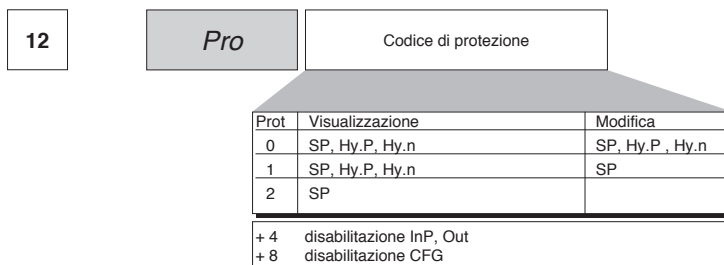 12 Pro Codice di protezione
Prot Visualizzazione Modifica
0 SP, Hy.P, Hy.n SP, Hy.P , Hy.n
1 SP, Hy.P, Hy.n SP
2 SP
+ 4 disabilitazione InP, Out
+ 8 disabilitazione CFG